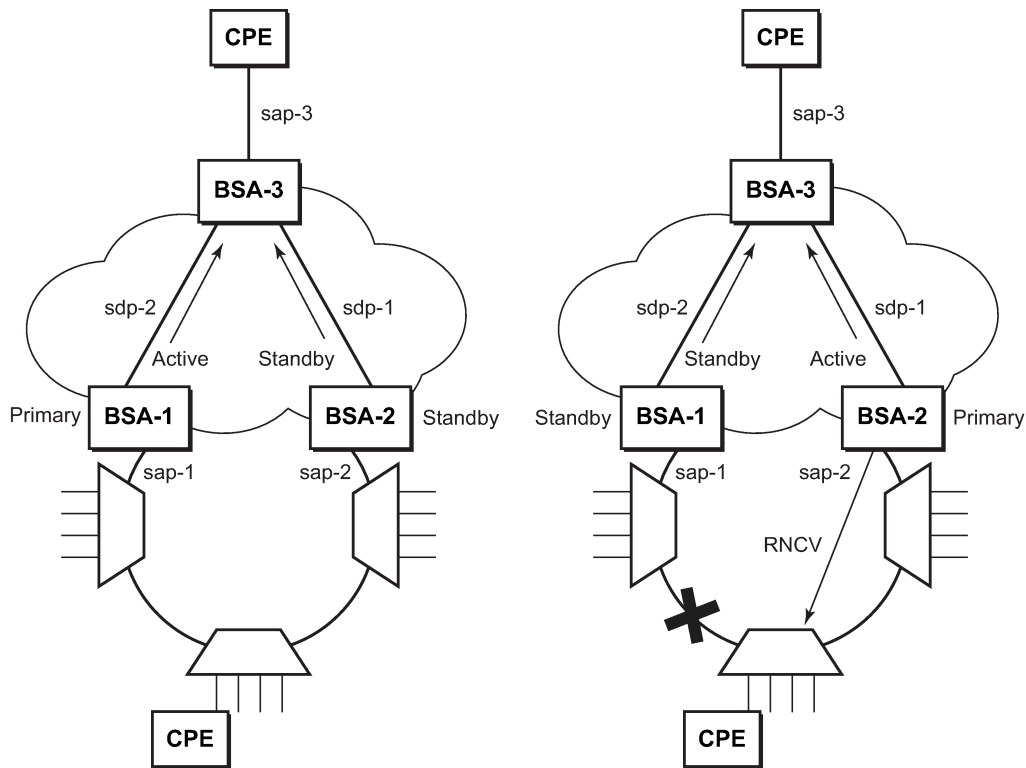 CPE
sap-3
BSA-3
sdp-2
sdp-1
Active
Standby
Primary
BSA-1
BSA-2
Standby
sap-1
sap-2
CPE
CPE
sap-3
BSA-3
sdp-2
sdp-1
Standby
Active
Standby
BSA-1
BSA-2
Primary
sap-1
sap-2
RNCV
CPE